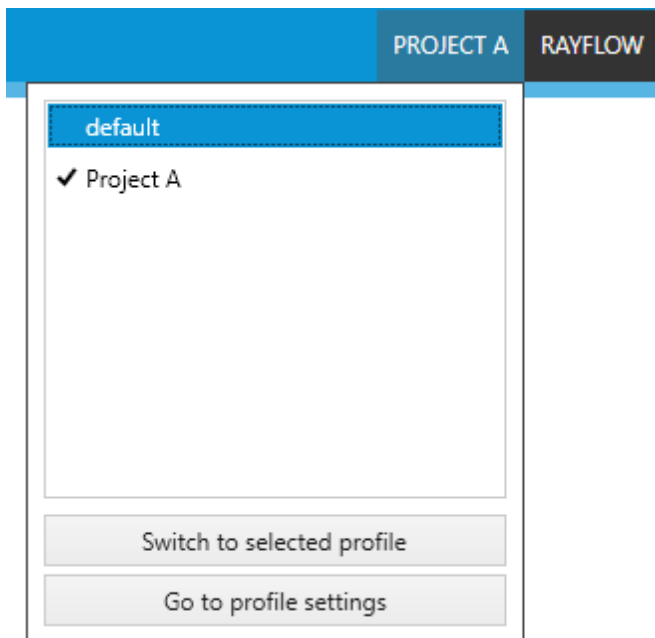 PROJECT A RAYFLOW
default
✔ Project A
Switch to selected profile
Go to profile settings